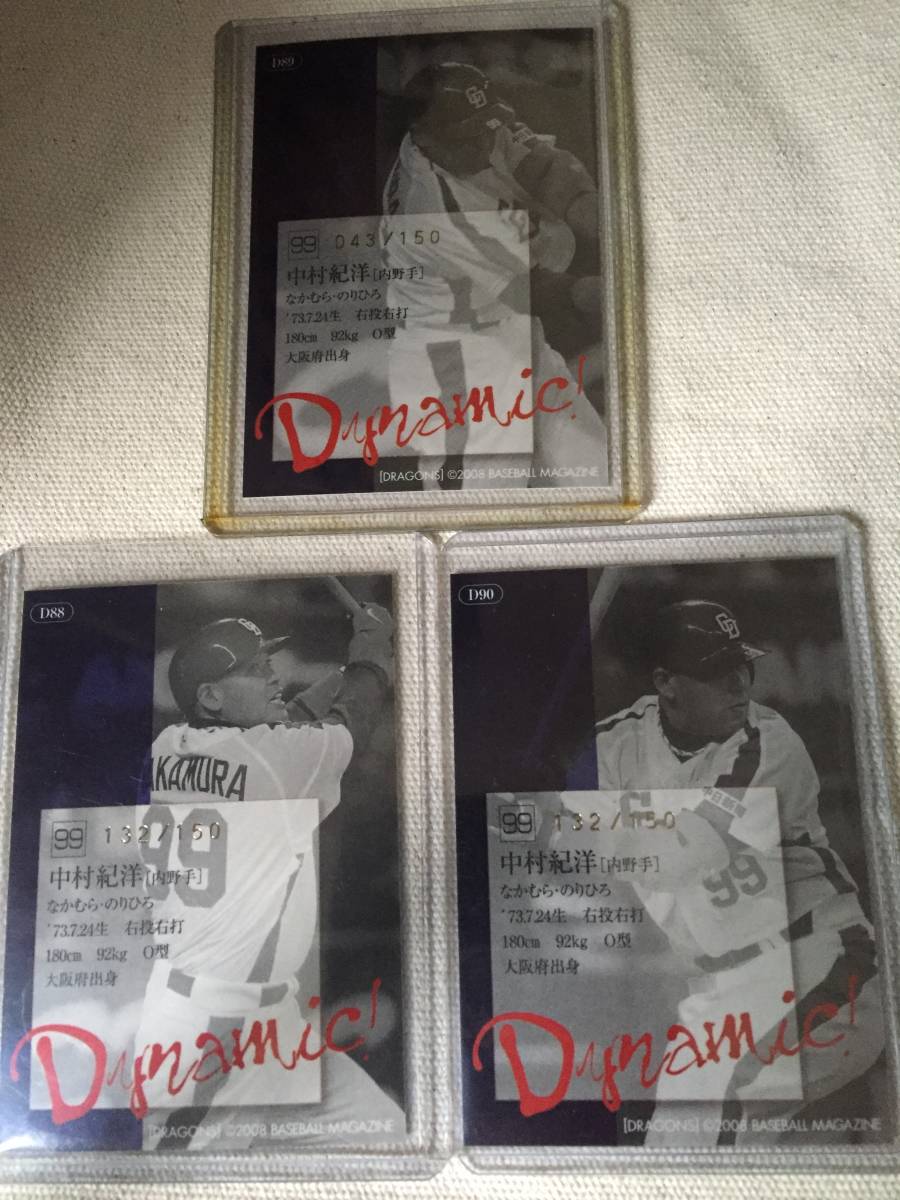 D89
99 043/150
中村紀洋[内野手]
なかむら・のりひろ
'73.7.24生 右投右打
180cm 92kg O型
大阪府出身
Dynamic!
[DRAGONS] ©2008 BASEBALL MAGAZINE
D88
AKAMURA
99
99 132/150
中村紀洋[内野手]
なかむら・のりひろ
'73.7.24生 右投右打
180cm 92kg O型
大阪府出身
Dynamic!
[DRAGONS] ©2008 BASEBALL MAGAZINE
D90
99 132/150
中村紀洋[内野手]
99
なかむら・のりひろ
'73.7.24生 右投右打
180cm 92kg O型
大阪府出身
Dynamic!
[DRAGONS] ©2008 BASEBALL MAGAZINE